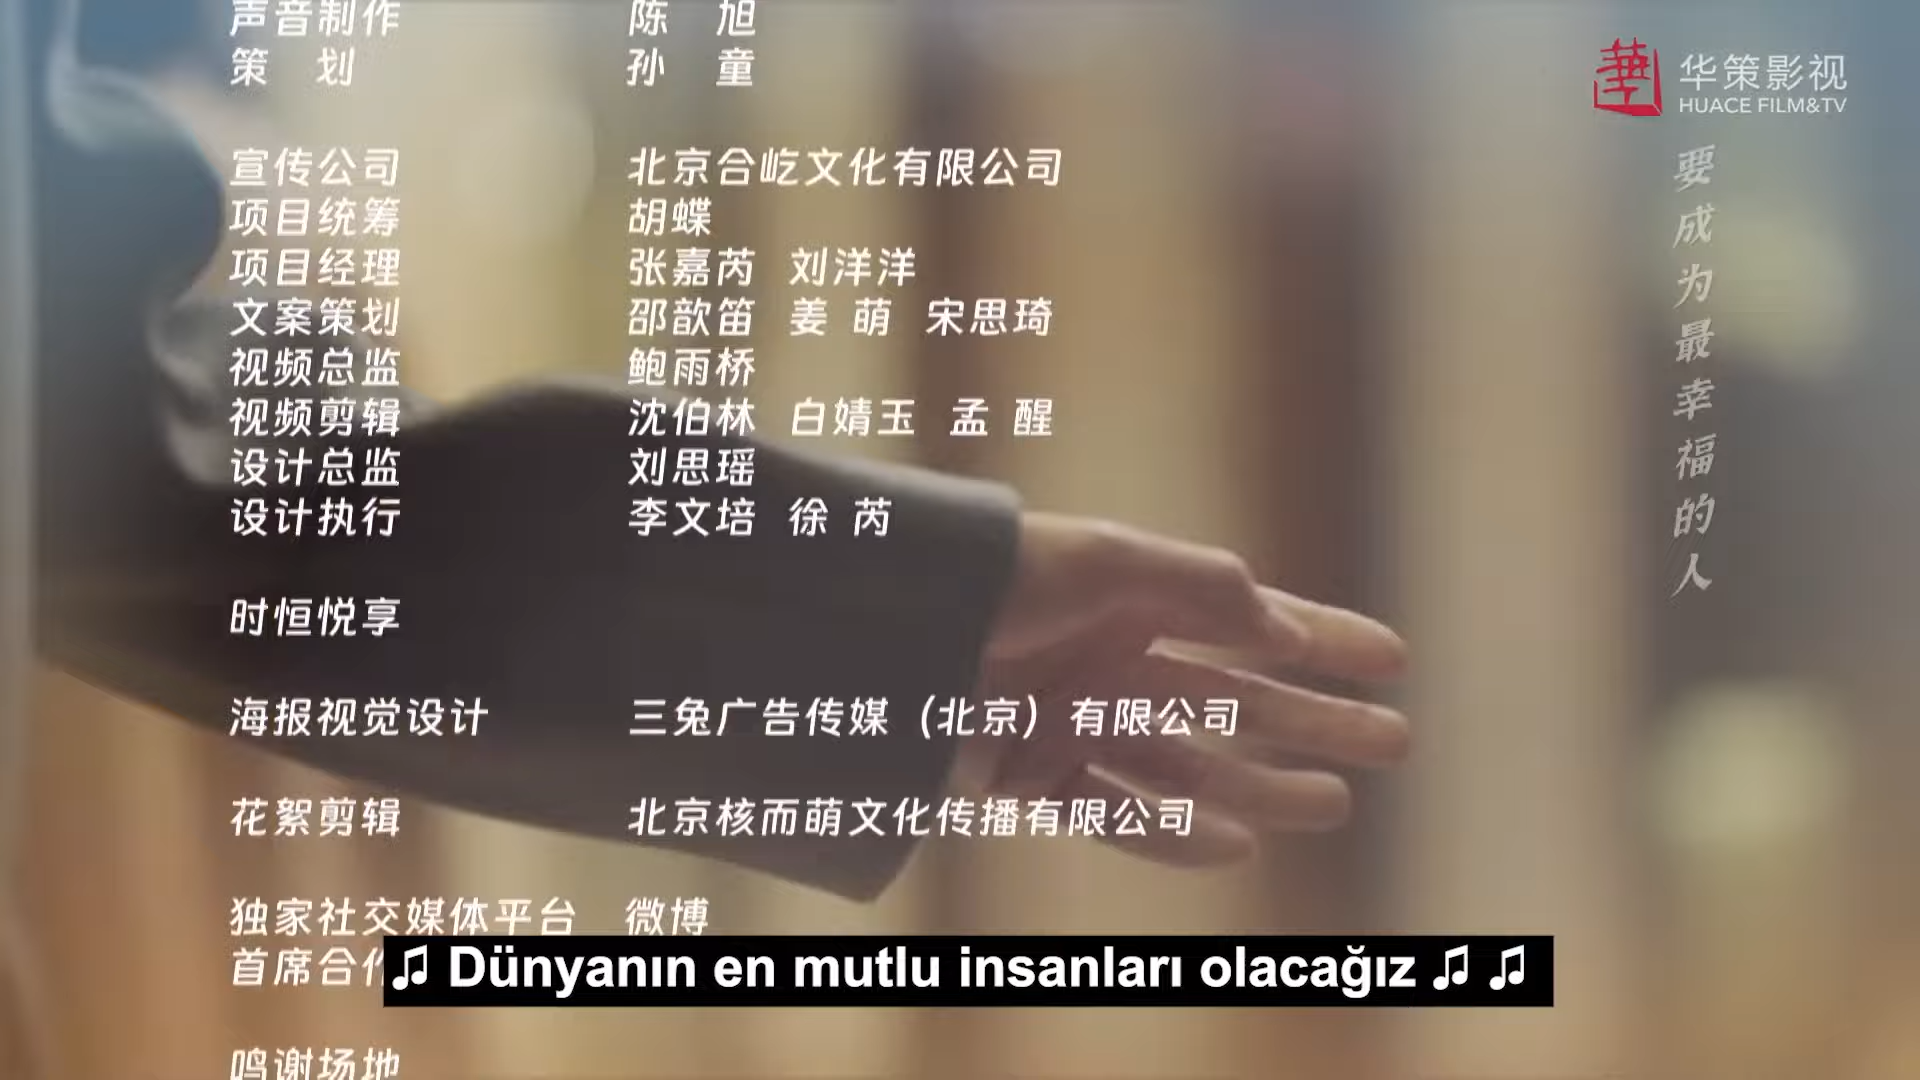 声音制作 陈 旭
策 划 孙 童
华策影视
HUACE FILM&TV
宣传公司 北京合屹文化有限公司
项目统筹 胡蝶
项目经理 张嘉芮 刘洋洋
文案策划 邵歆笛 姜 萌 宋思琦
视频总监 鲍雨桥
视频剪辑 沈伯林 白婧玉 孟 醒
设计总监 刘思瑶
设计执行 李文培 徐 芮
时恒悦享
海报视觉设计 三兔广告传媒（北京）有限公司
花絮剪辑 北京核而萌文化传播有限公司
独家社交媒体平台 微博
首席合作
鸣谢场地
要成为最幸福的人
♫ Dünyanın en mutlu insanları olacağız ♫ ♫